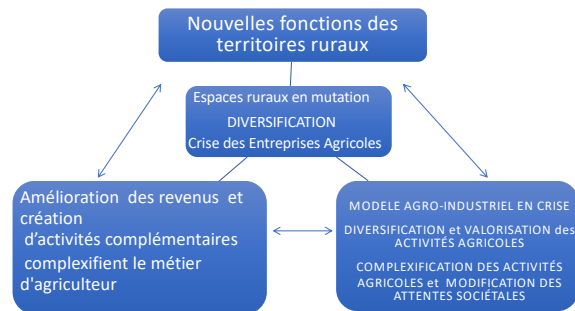 Nouvelles fonctions des
territoires ruraux
Espaces ruraux en mutation
DIVERSIFICATION
Crise des Entreprises Agricoles
Amélioration des revenus et
création
d'activités complémentaires
complexifient le métier
d'agriculteur
MODELE AGRO-INDUSTRIEL EN CRISE
DIVERSIFICATION et VALORISATION des
ACTIVITÉS AGRICOLES
COMPLEXIFICATION DES ACTIVITÉS
AGRICOLES et MODIFICATION DES
ATTENTES SOCIÉTALES